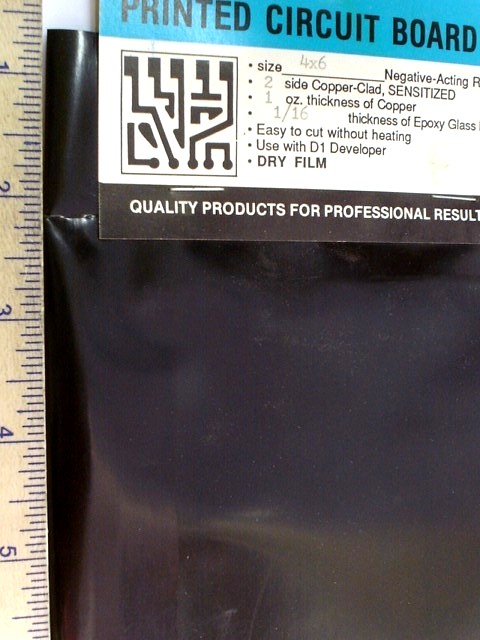 PRINTED CIRCUIT BOARD
• size 4x6 Negative-Acting R
• 2 side Copper-Clad, SENSITIZED
• 1 oz. thickness of Copper
• 1/16 thickness of Epoxy Glass
• Easy to cut without heating
• Use with D1 Developer
• DRY FILM
QUALITY PRODUCTS FOR PROFESSIONAL RESULT
2
3
4
5